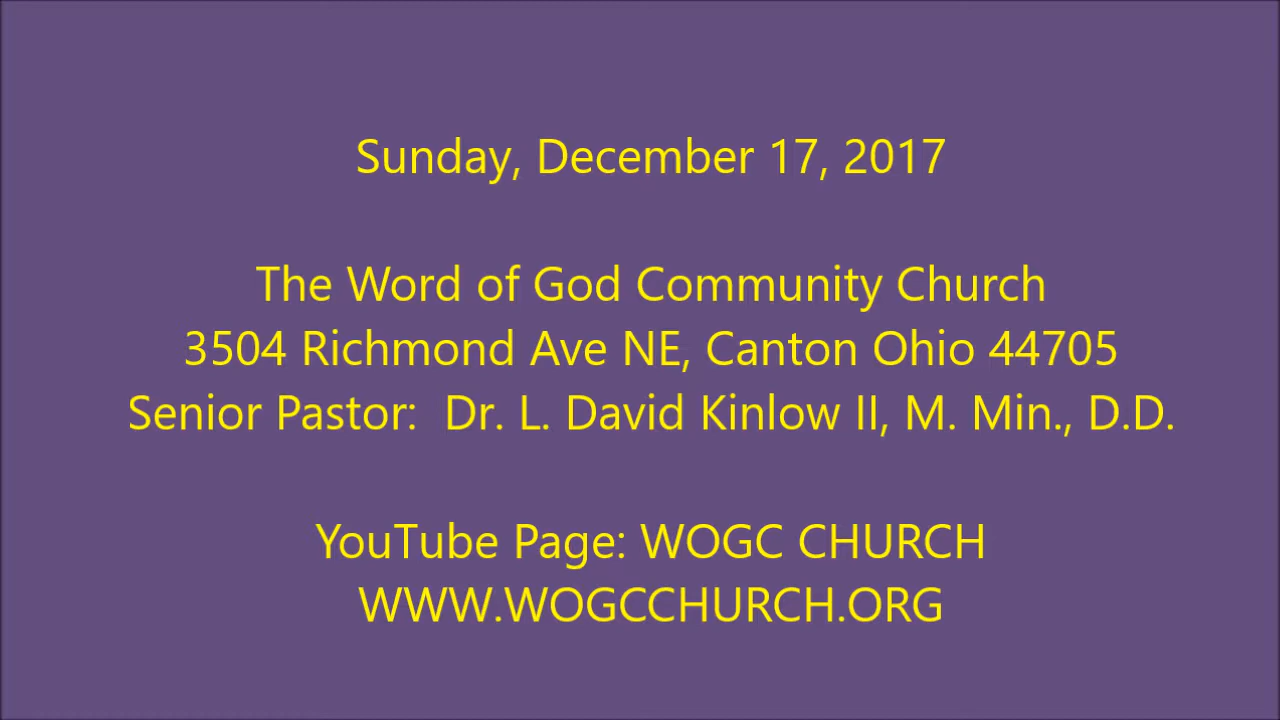 Sunday, December 17, 2017
The Word of God Community Church
3504 Richmond Ave NE, Canton Ohio 44705
Senior Pastor:  Dr. L. David Kinlow II, M. Min., D.D.
YouTube Page: WOGC CHURCH
WWW.WOGCCHURCH.ORG